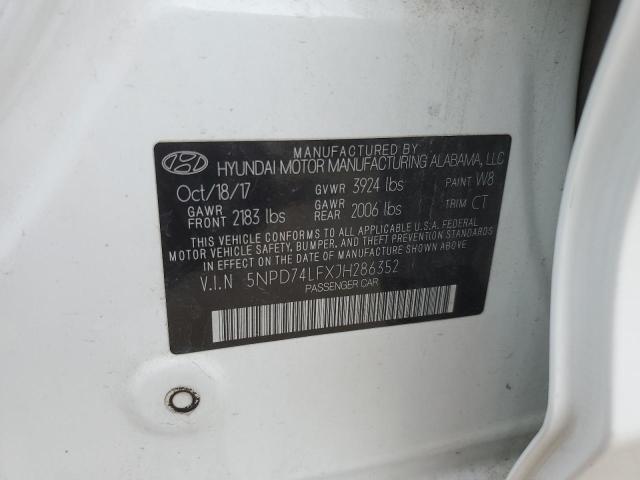 MANUFACTURED BY
HYUNDAI MOTOR MANUFACTURING ALABAMA, LLC
Oct/18/17 GVWR 3924 lbs PAINT W8
GAWR FRONT 2183 lbs GAWR REAR 2006 lbs TRIM CT
THIS VEHICLE CONFORMS TO ALL APPLICABLE U.S.A. FEDERAL
MOTOR VEHICLE SAFETY, BUMPER, AND THEFT PREVENTION STANDARDS
IN EFFECT ON THE DATE OF MANUFACTURE SHOWN ABOVE.
V.I.N 5NPD74LFXJH286352
PASSENGER CAR